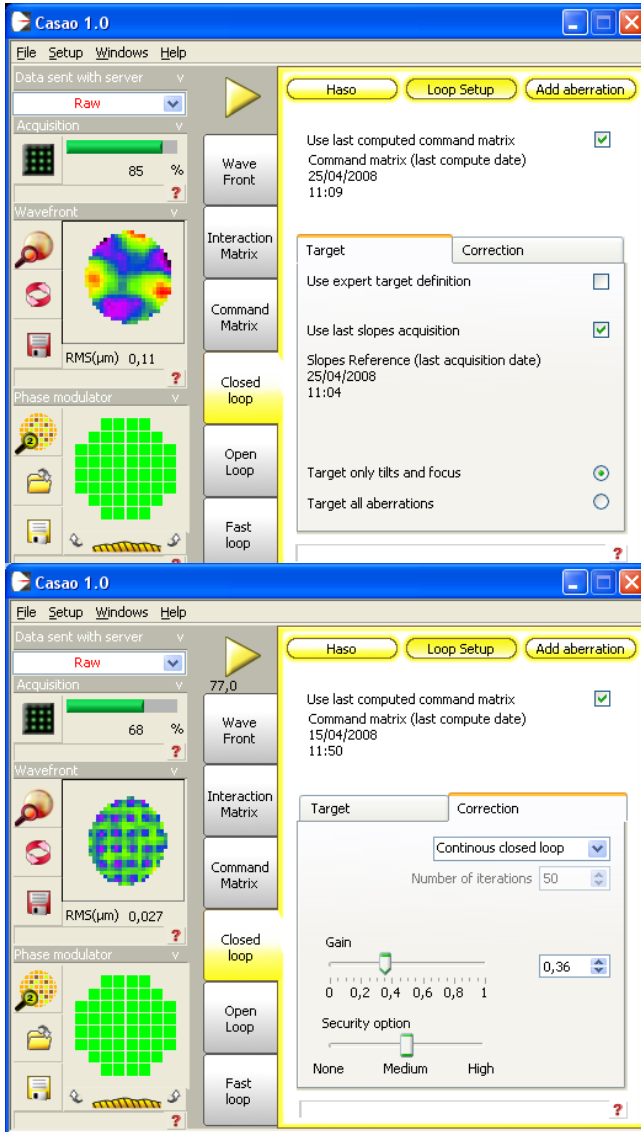 Casao 1.0
File Setup Windows Help
Data sent with server v
Raw
Acquisition v
85 %
?
Wavefront v
RMS(µm) 0,11
?
Phase modulator v
2
?
Wave
Front
Interaction
Matrix
Command
Matrix
Closed
loop
Open
Loop
Fast
loop
Haso Loop Setup Add aberration
Use last computed command matrix
Command matrix (last compute date)
25/04/2008
11:09
Target Correction
Use expert target definition
Use last slopes acquisition
Slopes Reference (last acquisition date)
25/04/2008
11:04
Target only tilts and focus
Target all aberrations
?
Casao 1.0
File Setup Windows Help
Data sent with server v
Raw
Acquisition v
68 %
?
Wavefront v
RMS(µm) 0,027
?
Phase modulator v
2
?
77,0
Wave
Front
Interaction
Matrix
Command
Matrix
Closed
loop
Open
Loop
Fast
loop
Haso Loop Setup Add aberration
Use last computed command matrix
Command matrix (last compute date)
15/04/2008
11:50
Target Correction
Continous closed loop
Number of iterations 50
Gain
0,36
0 0,2 0,4 0,6 0,8 1
Security option
None Medium High
?